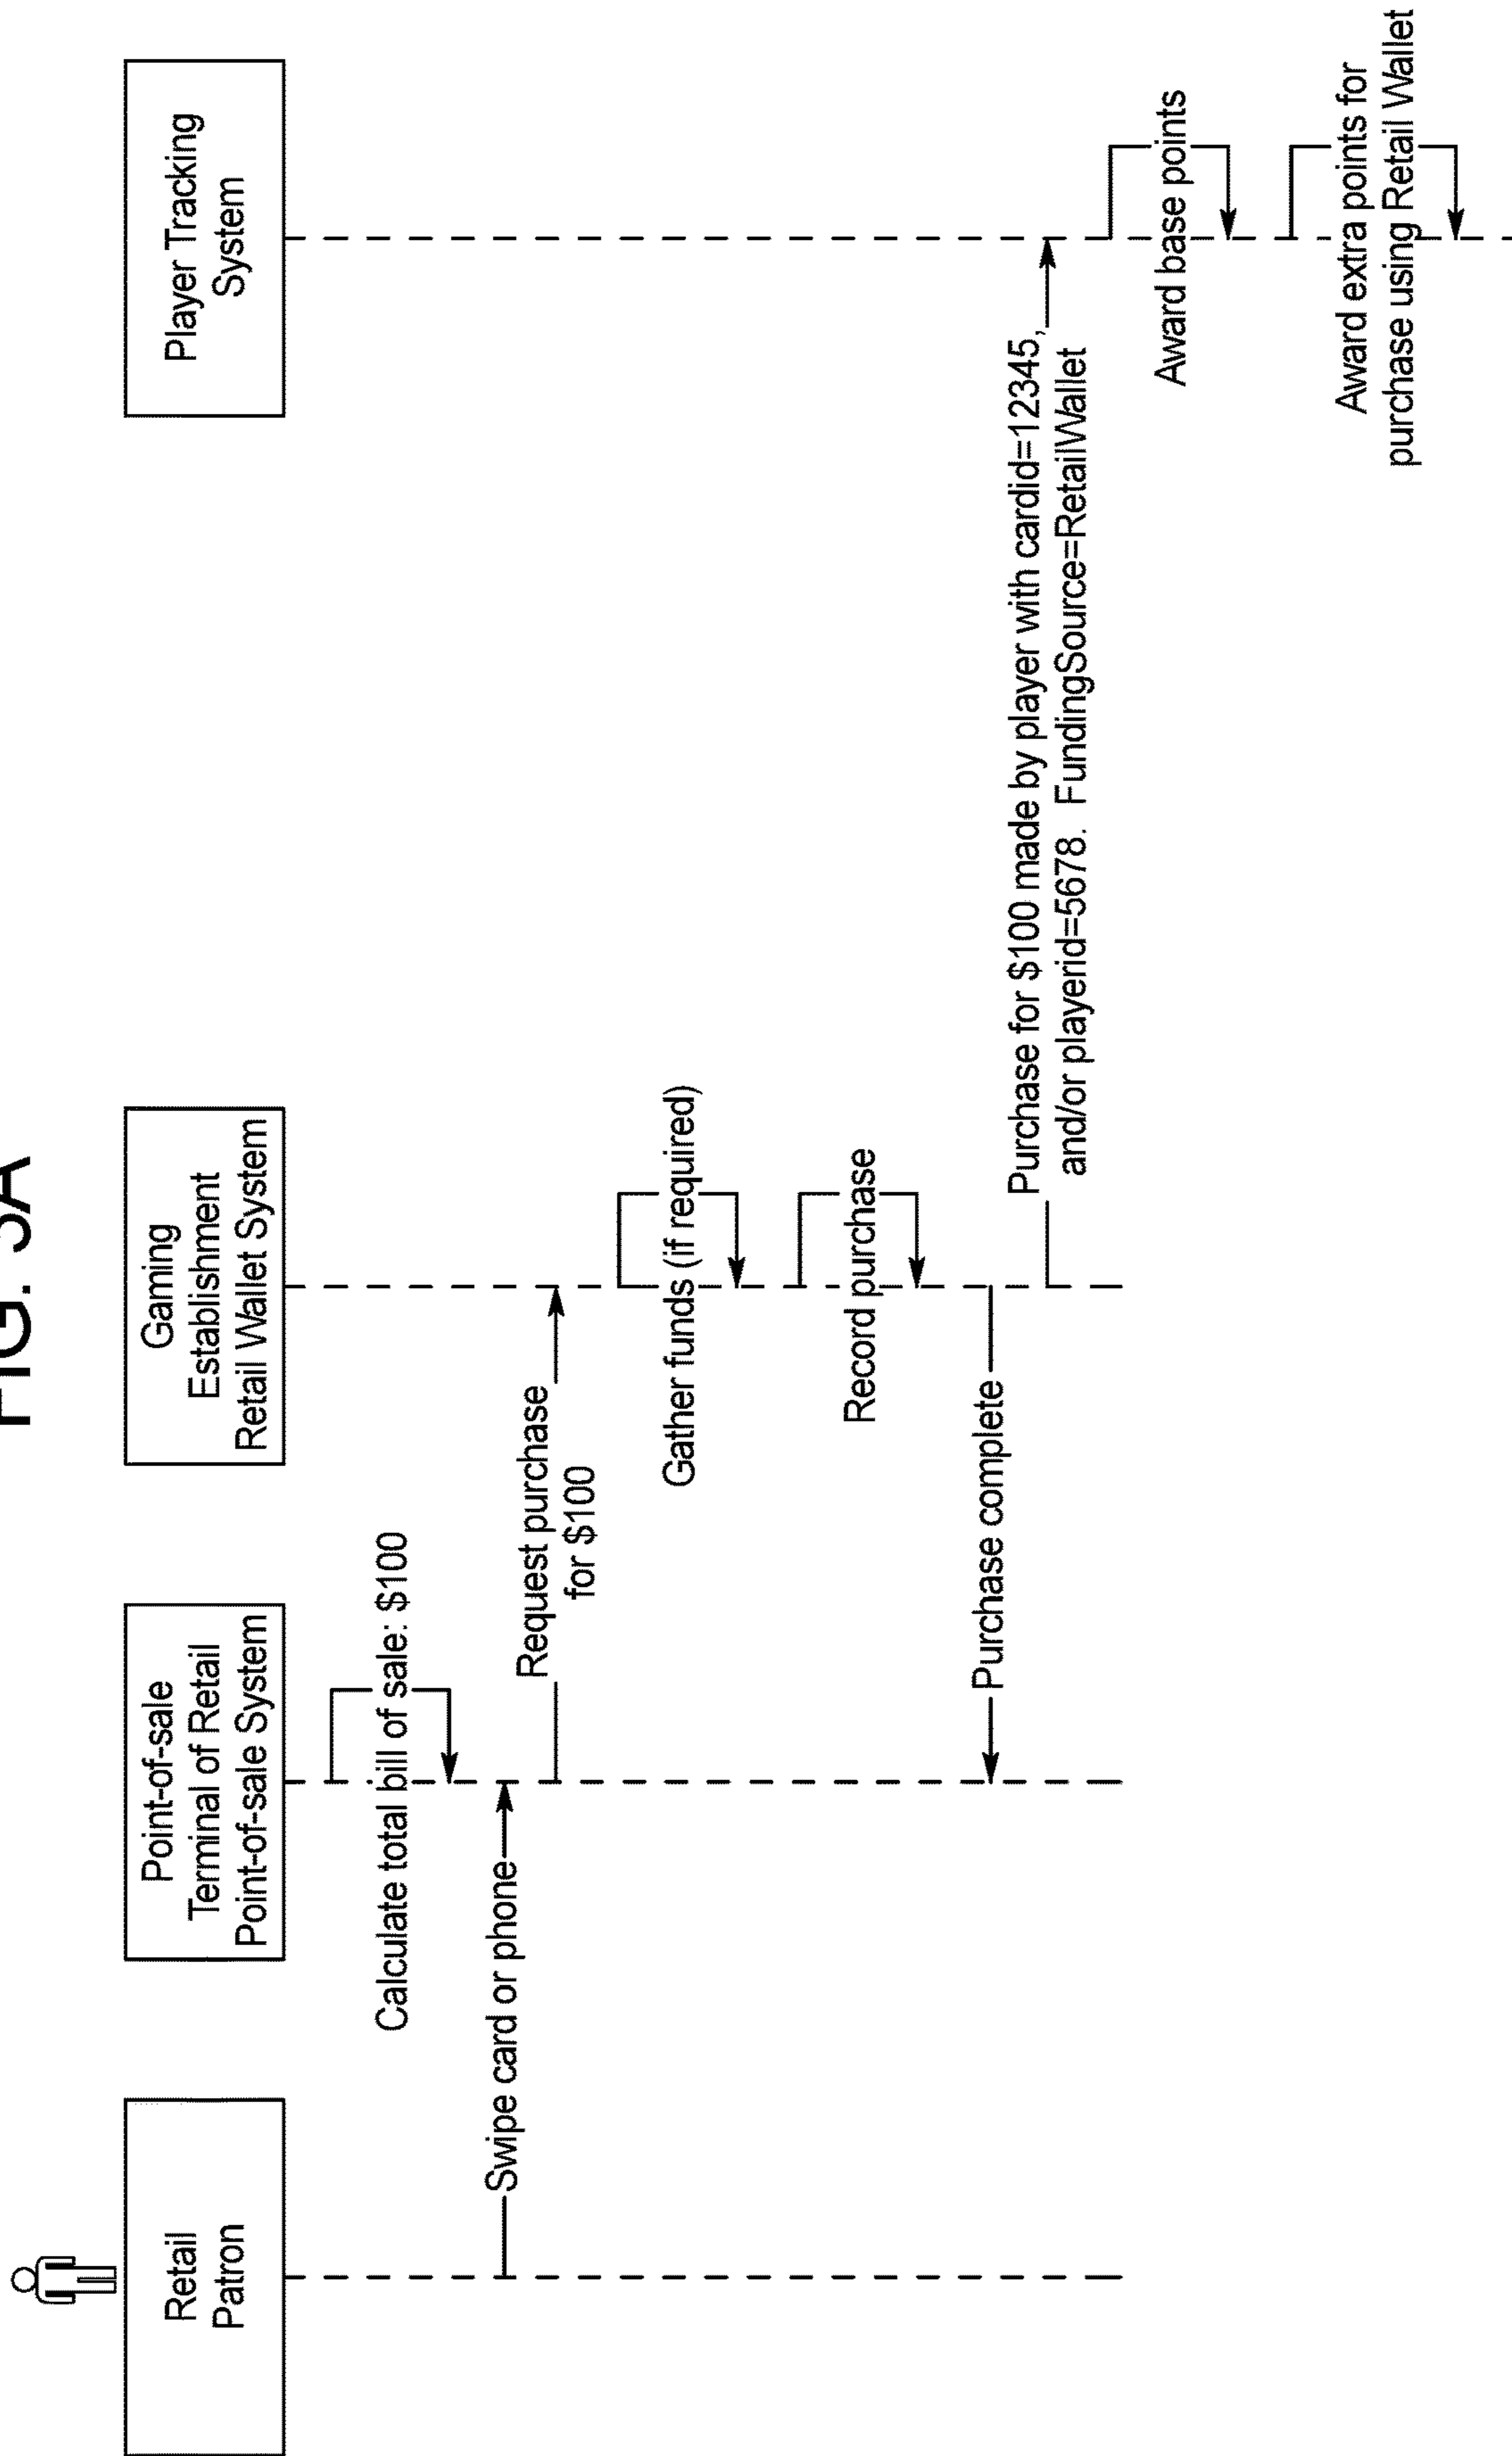 FIG.
Retail
Patron
Point-of-sale
Terminal of Retail
Point-of-sale System
Gaming
Establishment
Retail Wallet System
Player Tracking
System
Calculate total bill of sale: $100
Swipe card or phone
Request purchase
for $100
Gather funds (if required)
Record purchase
Purchase complete
Purchase for $100 made by player with cardid=12345,
and/or playerid=5678. FundingSource=RetailWallet
Award base points
Award extra points for
purchase using Retail Wallet